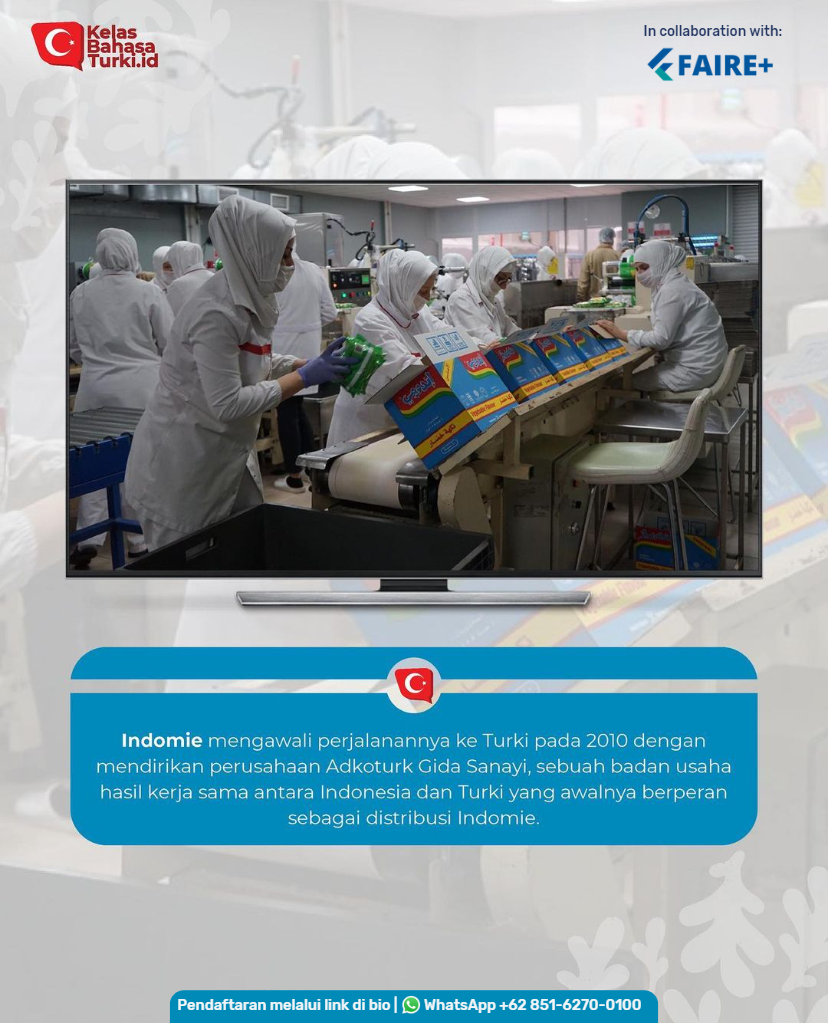 Kelas
Bahasa
Turki.id
In collaboration with:
FAIRE+
Indomie mengawali perjalanannya ke Turki pada 2010 dengan
mendirikan perusahaan Adkoturk Gida Sanayi, sebuah badan usaha
hasil kerja sama antara Indonesia dan Turki yang awalnya berperan
sebagai distribusi Indomie.
Pendaftaran melalui link di bio | WhatsApp +62 851-6270-0100